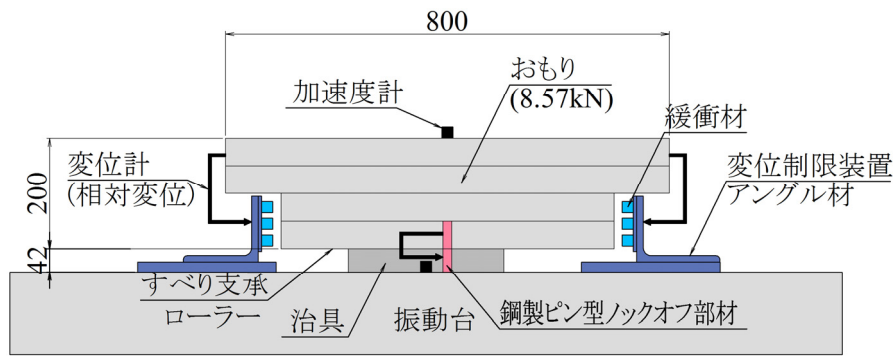 800
加速度計
おもり
(8.57kN)
緩衝材
変位計
(相対変位)
変位制限装置
アングル材
200
42
すべり支承
ローラー
治具
振動台
鋼製ピン型ノックオフ部材